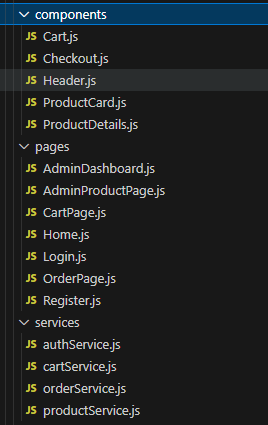 components
JS Cart.js
JS Checkout.js
JS Header.js
JS ProductCard.js
JS ProductDetails.js
pages
JS AdminDashboard.js
JS AdminProductPage.js
JS CartPage.js
JS Home.js
JS Login.js
JS OrderPage.js
JS Register.js
services
JS authService.js
JS cartService.js
JS orderService.js
JS productService.js